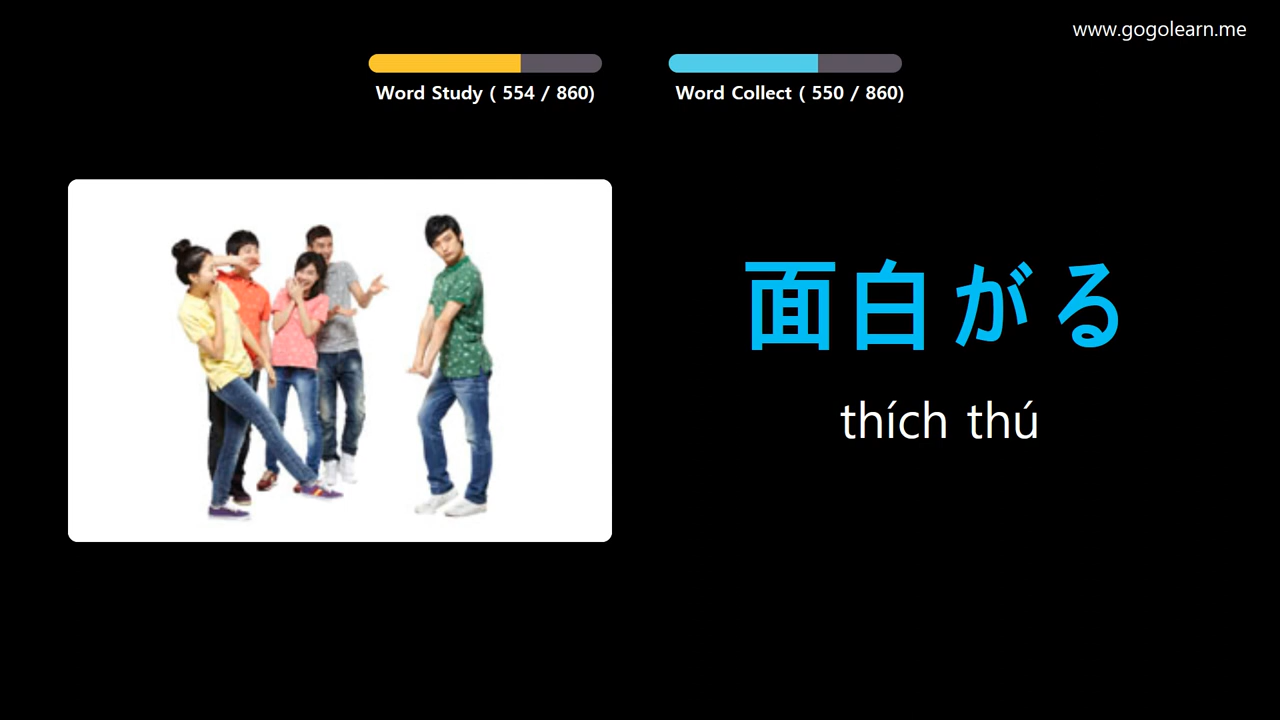 www.gogolearn.me
Word Study ( 554 / 860)
Word Collect ( 550 / 860)
面白がる
thích thú